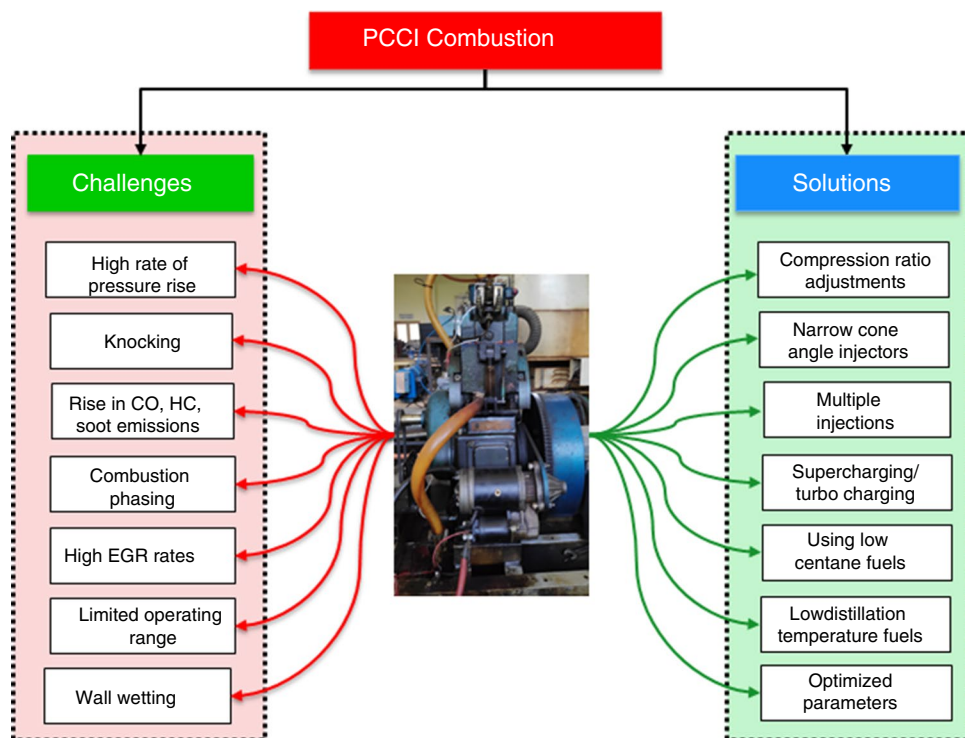 PCCI Combustion
Challenges
High rate of
pressure rise
Knocking
Rise in CO, HC,
soot emissions
Combustion
phasing
High EGR rates
Limited operating
range
Wall wetting
Solutions
Compression ratio
adjustments
Narrow cone
angle injectors
Multiple
injections
Supercharging/
turbo charging
Using low
centane fuels
Lowdistillation
temperature fuels
Optimized
parameters